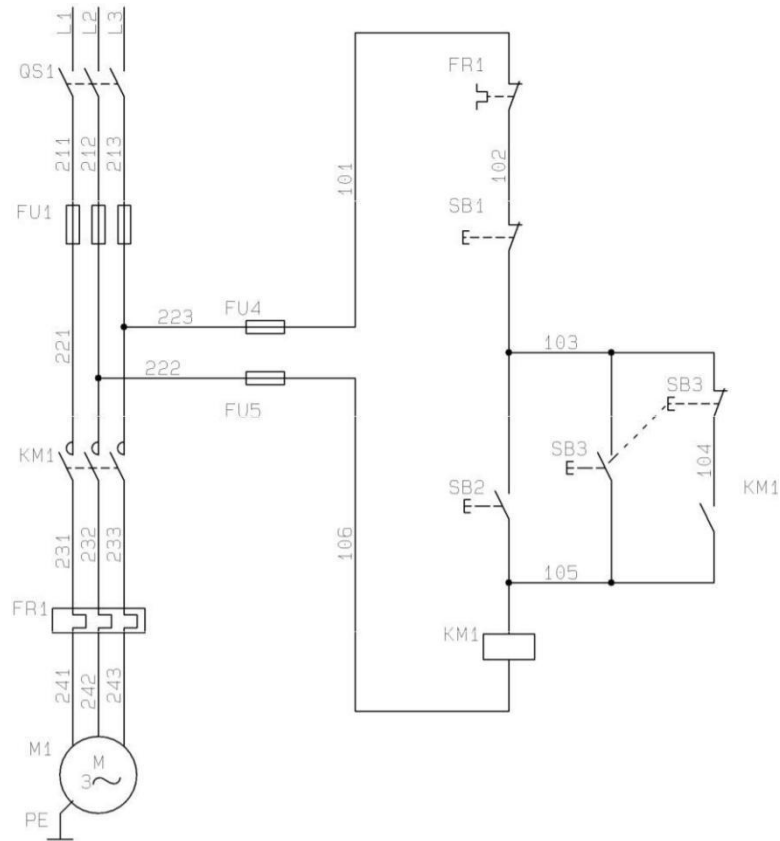 L1 L2 L3
QS1
211 212 213
FU1
221
223 FU4
222
FU5
KM1
231 232 233
FR1
241 242 243
M1
M
3
PE
101
FR1
102
SB1
103
SB3
SB3
104
SB2
KM1
106
105
KM1